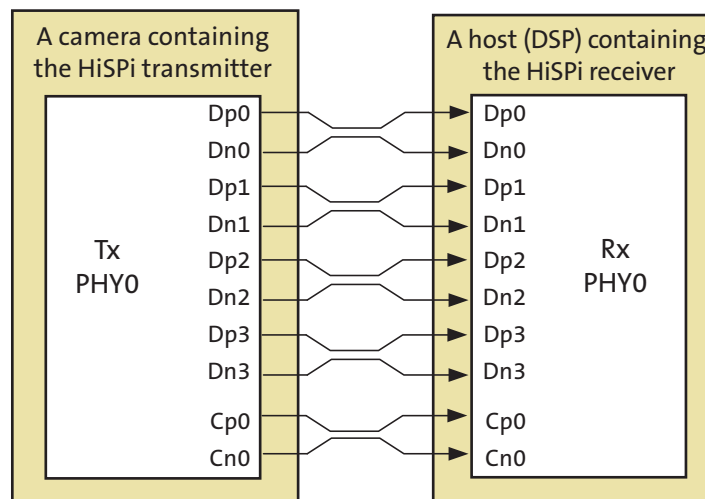 A camera containing
the HiSPi transmitter
A host (DSP) containing
the HiSPi receiver
Dp0
Dn0
Dp1
Dn1
Dp2
Dn2
Dp3
Dn3
Cp0
Cn0
Tx
PHY0
Dp0
Dn0
Dp1
Dn1
Dp2
Dn2
Dp3
Dn3
Cp0
Cn0
Rx
PHY0